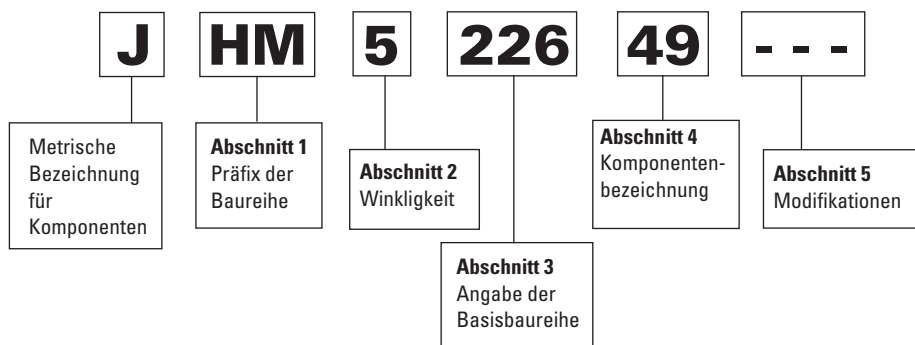 J HM 5 226 49 - - -
Metrische
Bezeichnung
für
Komponenten
Abschnitt 1
Präfix der
Baureihe
Abschnitt 2
Winkligkeit
Abschnitt 3
Angabe der
Basisbaureihe
Abschnitt 4
Komponenten-
bezeichnung
Abschnitt 5
Modifikationen